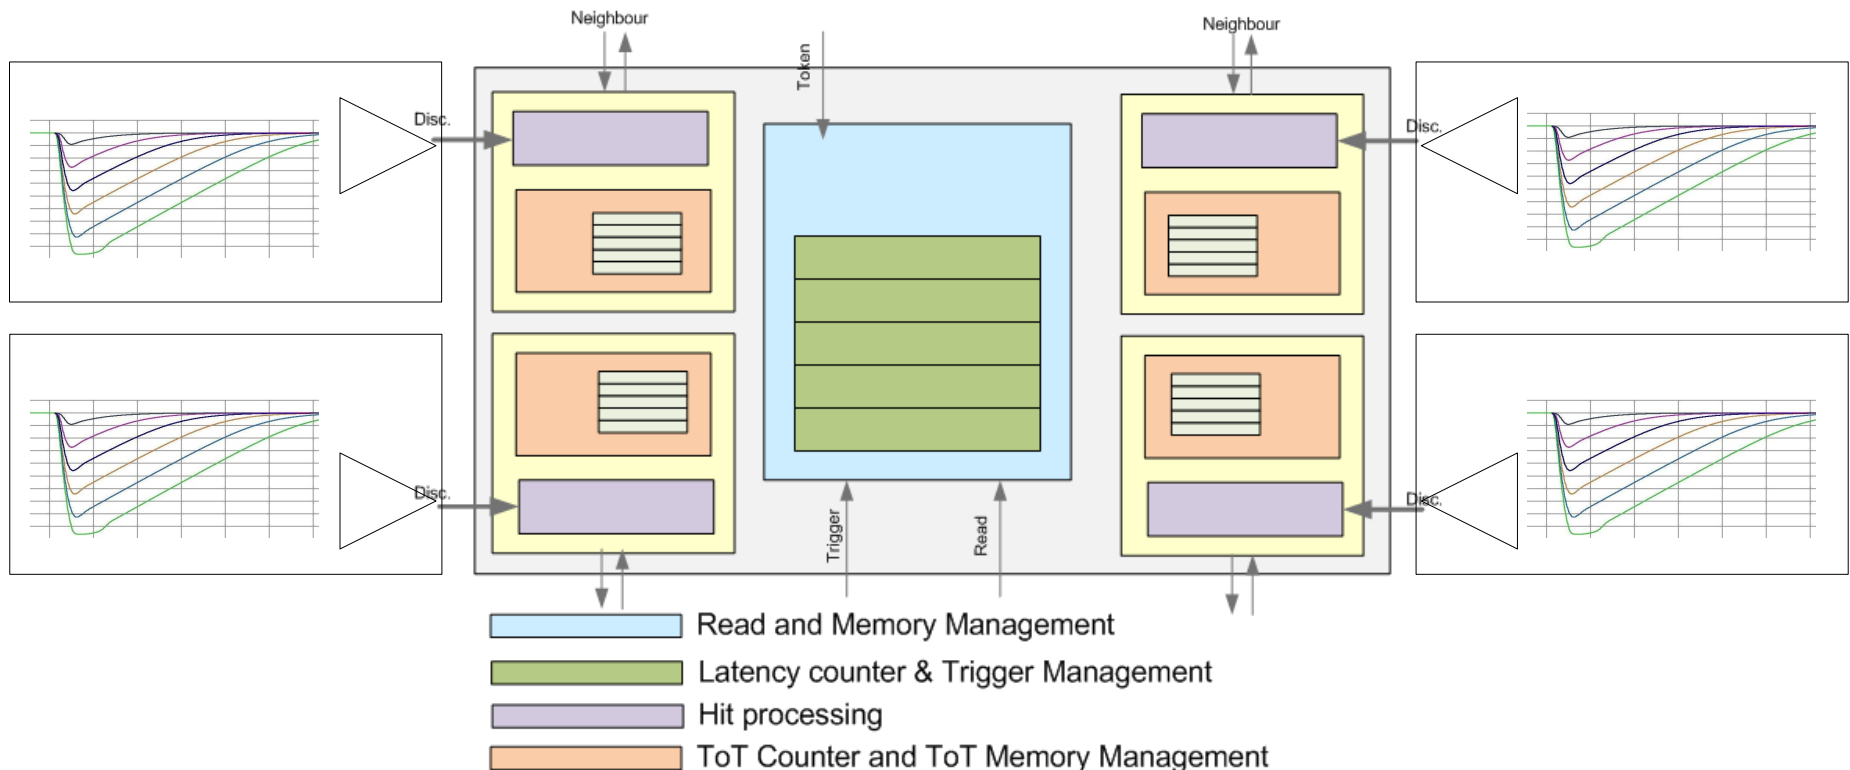 Neighbour
Neighbour
Token
Disc.
Disc.
Disc.
Disc.
Trigger
Read
Read and Memory Management
Latency counter & Trigger Management
Hit processing
ToT Counter and ToT Memory Management